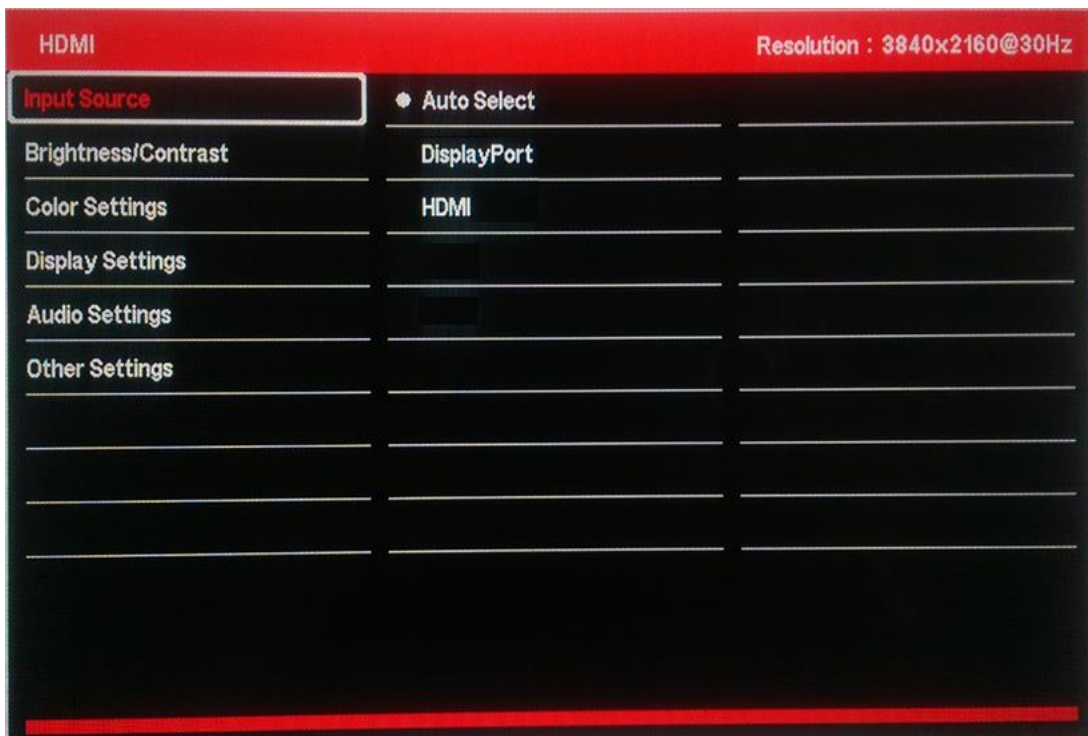 HDMI Resolution : 3840x2160@30Hz
Input Source
Auto Select
Brightness/Contrast
DisplayPort
Color Settings
HDMI
Display Settings
Audio Settings
Other Settings